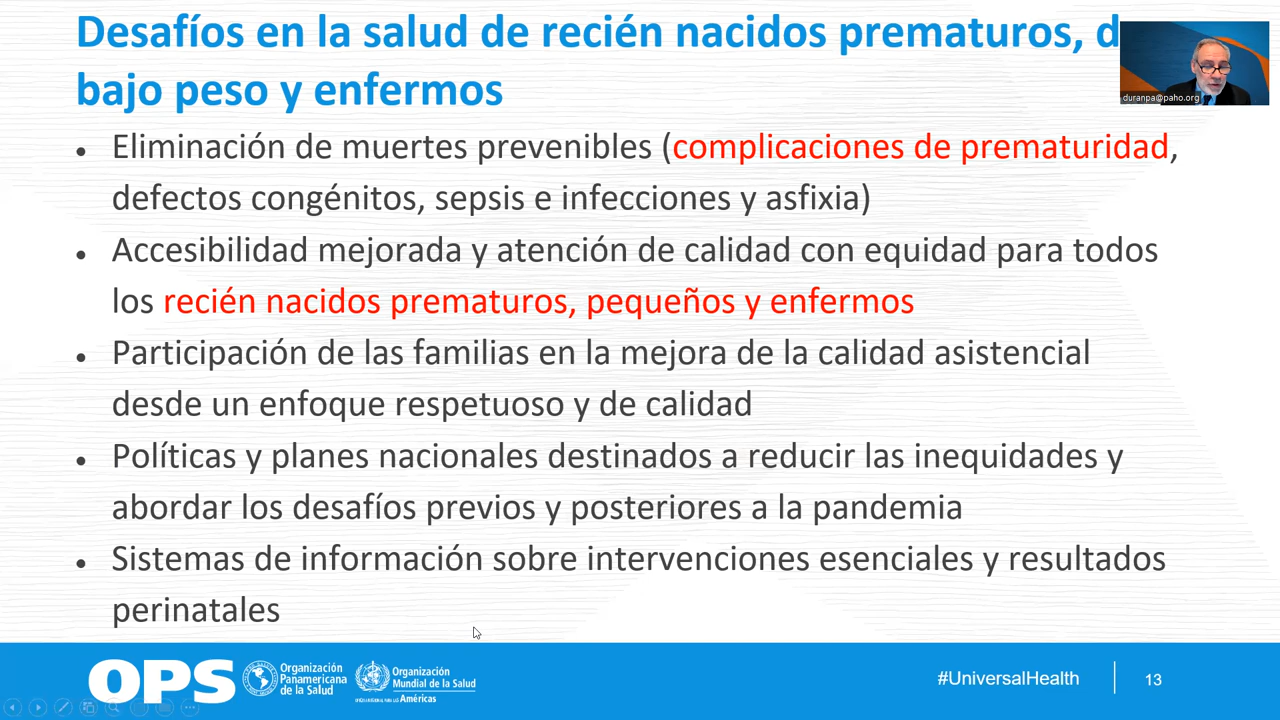 Desafíos en la salud de recién nacidos prematuros, d
bajo peso y enfermos
duranpa@paho.org
• Eliminación de muertes prevenibles (complicaciones de prematuridad,
defectos congénitos, sepsis e infecciones y asfixia)
• Accesibilidad mejorada y atención de calidad con equidad para todos
los recién nacidos prematuros, pequeños y enfermos
• Participación de las familias en la mejora de la calidad asistencial
desde un enfoque respetuoso y de calidad
• Políticas y planes nacionales destinados a reducir las inequidades y
abordar los desafíos previos y posteriores a la pandemia
• Sistemas de información sobre intervenciones esenciales y resultados
perinatales
OPS
Organización
Panamericana
de la Salud
Organización
Mundial de la Salud
Américas
#UniversalHealth
13